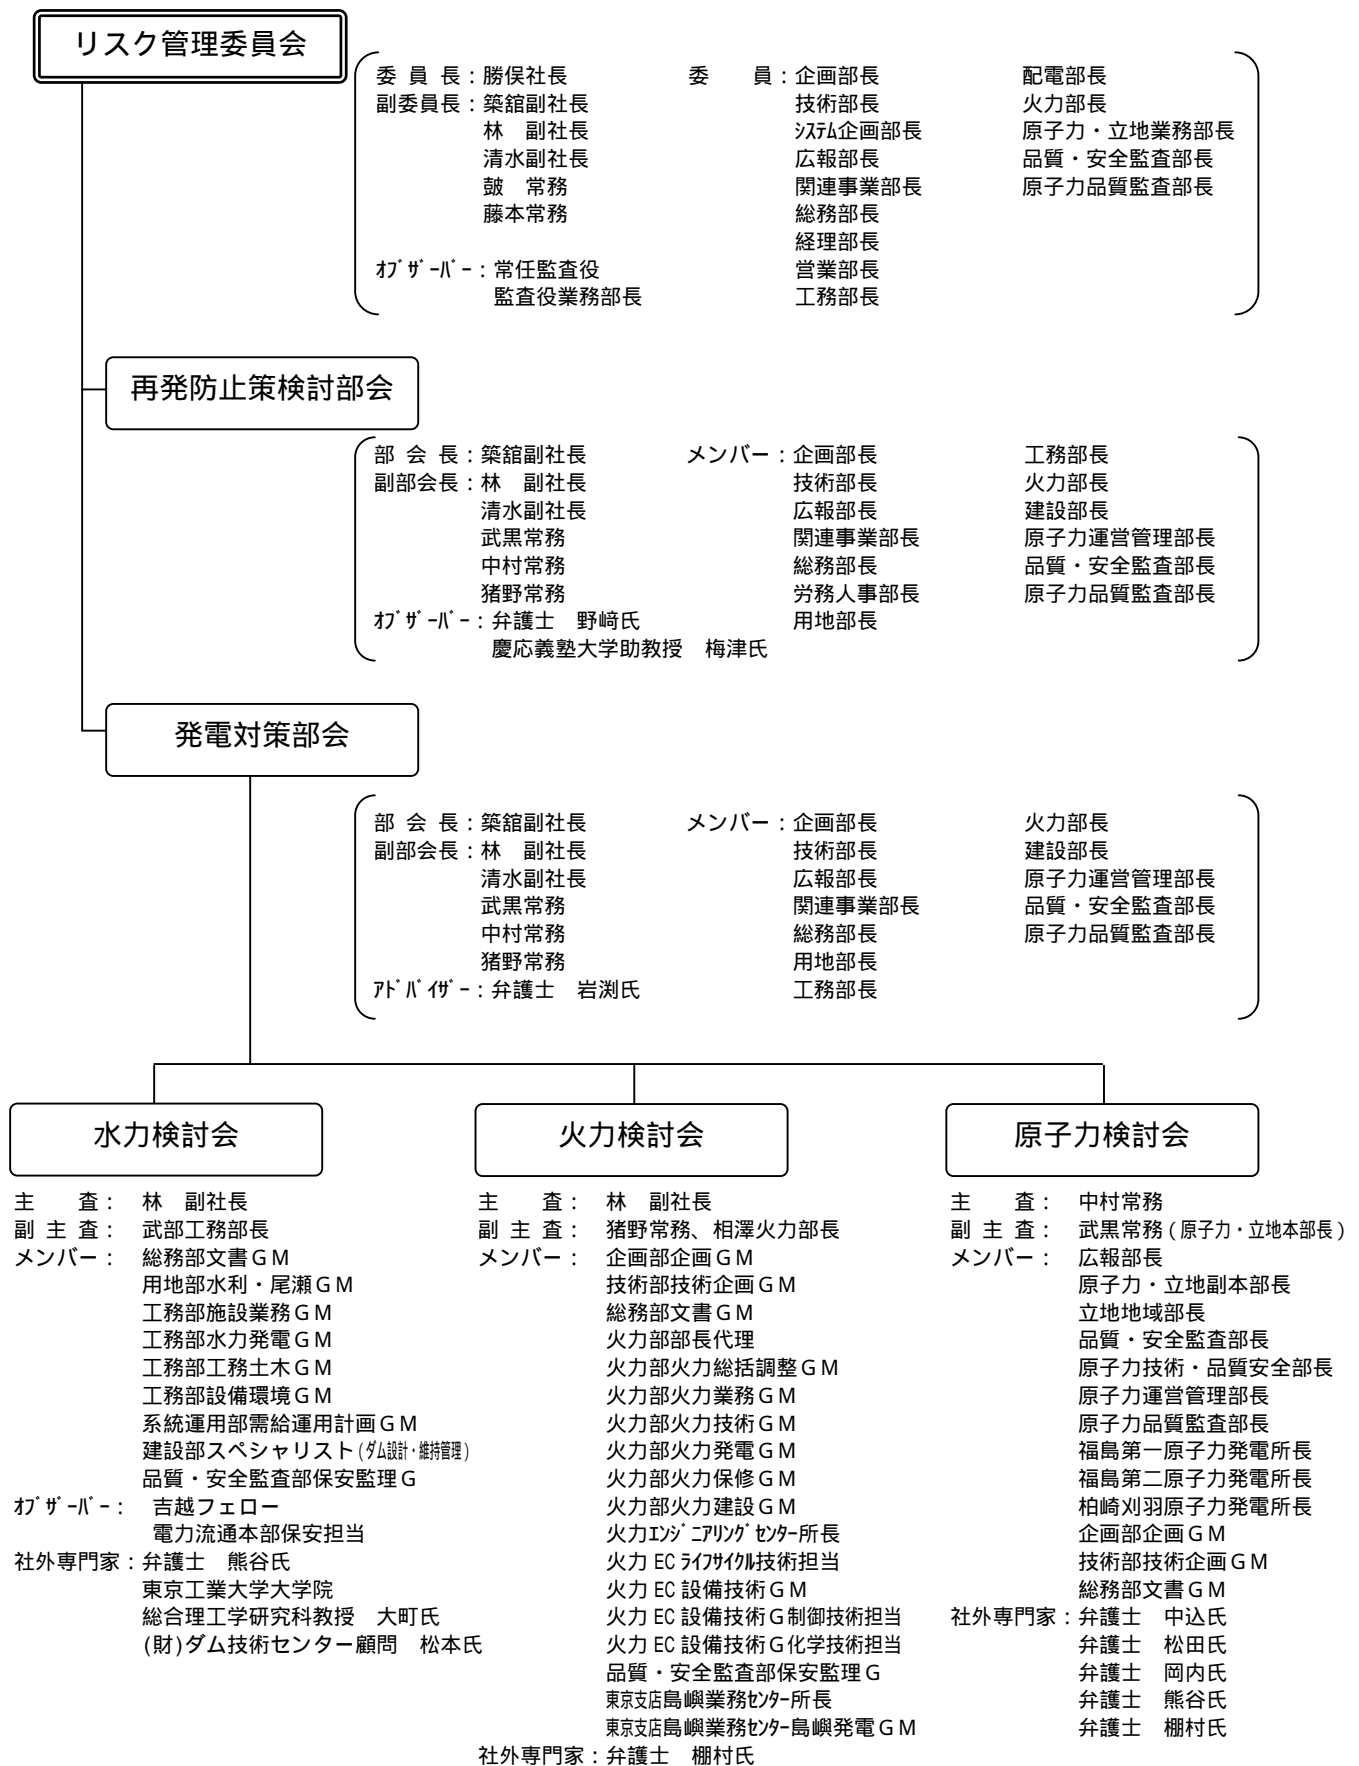 リスク管理委員会
委 員 長：勝俣社長　委　員：企画部長　配電部長
副委員長：築舘副社長　技術部長　火力部長
林　副社長　ｼｽﾃﾑ企画部長　原子力・立地業務部長
清水副社長　広報部長　品質・安全監査部長
皷　常務　関連事業部長　原子力品質監査部長
藤本常務　総務部長
経理部長
ｵﾌﾞｻﾞｰﾊﾞｰ：常任監査役　営業部長
監査役業務部長　工務部長
再発防止策検討部会
部 会 長：築舘副社長　メンバー：企画部長　工務部長
副部会長：林　副社長　技術部長　火力部長
清水副社長　広報部長　建設部長
武黒常務　関連事業部長　原子力運営管理部長
中村常務　総務部長　品質・安全監査部長
猪野常務　労務人事部長　原子力品質監査部長
ｵﾌﾞｻﾞｰﾊﾞｰ：弁護士　野﨑氏　用地部長
慶応義塾大学助教授　梅津氏
発電対策部会
部 会 長：築舘副社長　メンバー：企画部長　火力部長
副部会長：林　副社長　技術部長　建設部長
清水副社長　広報部長　原子力運営管理部長
武黒常務　関連事業部長　品質・安全監査部長
中村常務　総務部長　原子力品質監査部長
猪野常務　用地部長
ｱﾄﾞﾊﾞｲｻﾞｰ：弁護士　岩渕氏　工務部長
水力検討会
主　査：　林　副社長
副 主 査：　武部工務部長
メンバー：　総務部文書ＧＭ
用地部水利・尾瀬ＧＭ
工務部施設業務ＧＭ
工務部水力発電ＧＭ
工務部工務土木ＧＭ
工務部設備環境ＧＭ
系統運用部需給運用計画ＧＭ
建設部スペシャリスト(ﾀﾞﾑ設計・維持管理)
品質・安全監査部保安監理Ｇ
ｵﾌﾞｻﾞｰﾊﾞｰ：　吉越フェロー
電力流通本部保安担当
社外専門家：弁護士　熊谷氏
東京工業大学大学院
総合理工学研究科教授　大町氏
(財)ダム技術センター顧問　松本氏
火力検討会
主　査：　林　副社長
副 主 査：　猪野常務、相澤火力部長
メンバー：　企画部企画ＧＭ
技術部技術企画ＧＭ
総務部文書ＧＭ
火力部部長代理
火力部火力総括調整ＧＭ
火力部火力業務ＧＭ
火力部火力技術ＧＭ
火力部火力発電ＧＭ
火力部火力保修ＧＭ
火力部火力建設ＧＭ
火力ｴﾝｼﾞﾆｱﾘﾝｸﾞｾﾝﾀｰ所長
火力 EC ﾗｲﾌｻｲｸﾙ技術担当
火力 EC 設備技術ＧＭ
火力 EC 設備技術Ｇ制御技術担当
火力 EC 設備技術Ｇ化学技術担当
品質・安全監査部保安監理Ｇ
東京支店島嶼業務ｾﾝﾀｰ所長
東京支店島嶼業務ｾﾝﾀｰ島嶼発電ＧＭ
社外専門家：弁護士　棚村氏
原子力検討会
主　査：　中村常務
副 主 査：　武黒常務(原子力・立地本部長)
メンバー：　広報部長
原子力・立地副本部長
立地地域部長
品質・安全監査部長
原子力技術・品質安全部長
原子力運営管理部長
原子力品質監査部長
福島第一原子力発電所長
福島第二原子力発電所長
柏崎刈羽原子力発電所長
企画部企画ＧＭ
技術部技術企画ＧＭ
総務部文書ＧＭ
社外専門家：弁護士　中込氏
弁護士　松田氏
弁護士　岡内氏
弁護士　熊谷氏
弁護士　棚村氏